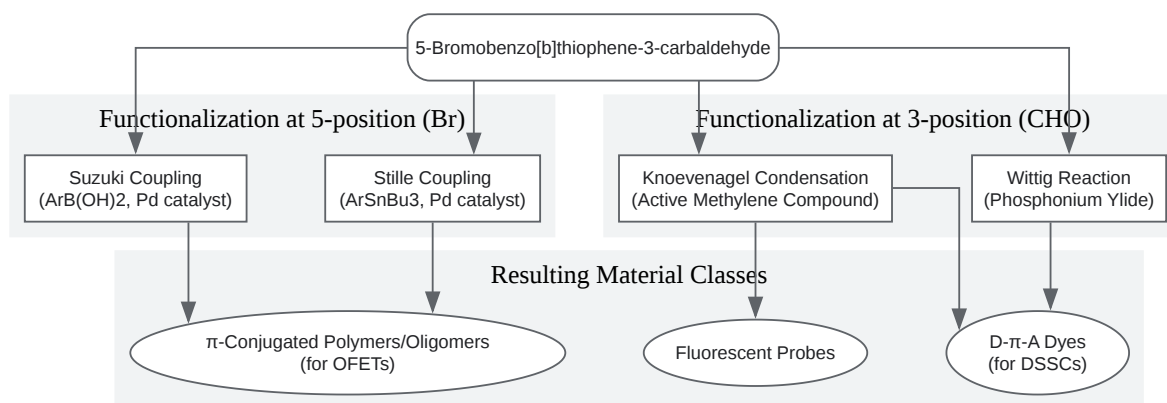 5-Bromobenzo[b]thiophene-3-carbaldehyde
Functionalization at 5-position (Br)
Functionalization at 3-position (CHO)
Suzuki Coupling
(ArB(OH)2, Pd catalyst)
Stille Coupling
(ArSnBu3, Pd catalyst)
Knoevenagel Condensation
(Active Methylene Compound)
Wittig Reaction
(Phosphonium Ylide)
Resulting Material Classes
π-Conjugated Polymers/Oligomers
(for OFETs)
Fluorescent Probes
D-π-A Dyes
(for DSSCs)